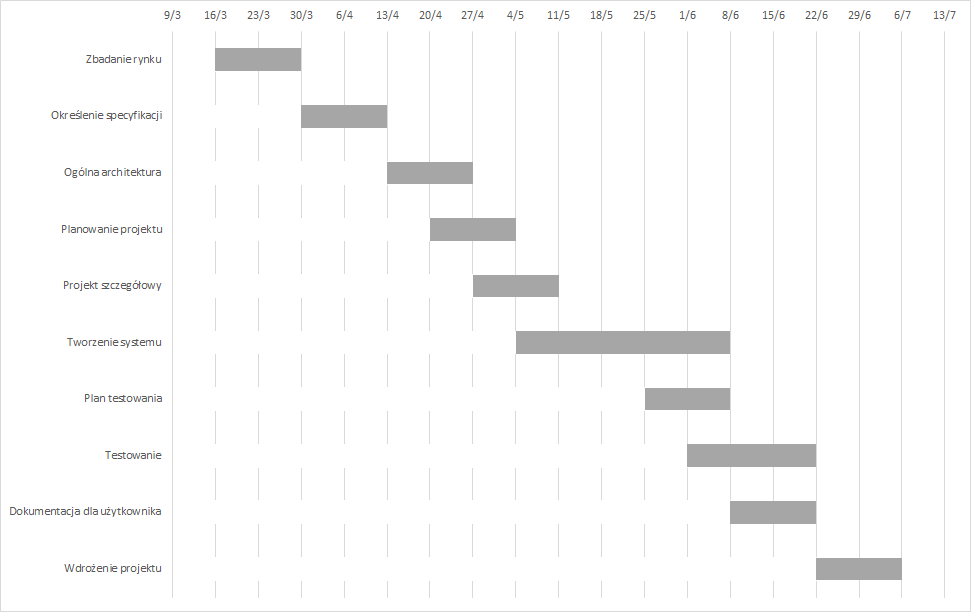 9/3 16/3 23/3 30/3 6/4 13/4 20/4 27/4 4/5 11/5 18/5 25/5 1/6 8/6 15/6 22/6 29/6 6/7 13/7
Zbadanie rynku
Określenie specyfikacji
Ogólna architektura
Planowanie projektu
Projekt szczegółowy
Tworzenie systemu
Plan testowania
Testowanie
Dokumentacja dla użytkownika
Wdrożenie projektu